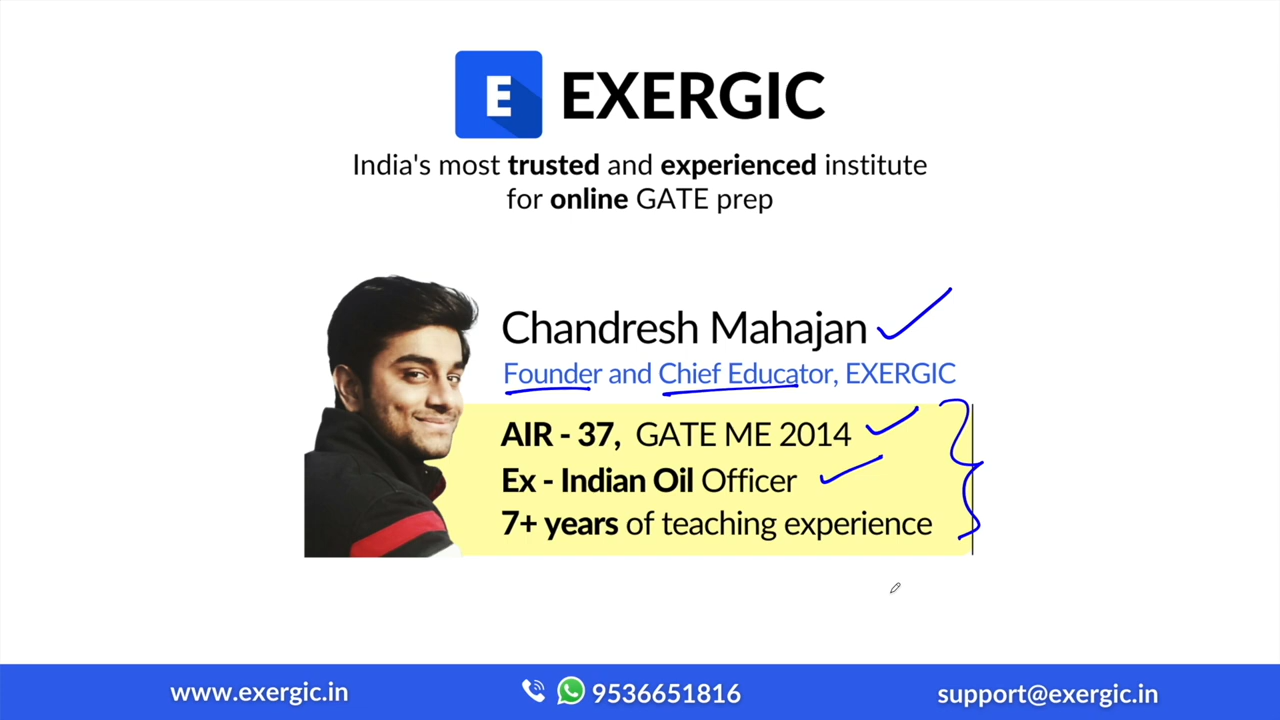 E EXERGIC
India's most trusted and experienced institute
for online GATE prep
Chandresh Mahajan
Founder and Chief Educator, EXERGIC
AIR - 37, GATE ME 2014
Ex - Indian Oil Officer
7+ years of teaching experience
www.exergic.in 9536651816 support@exergic.in